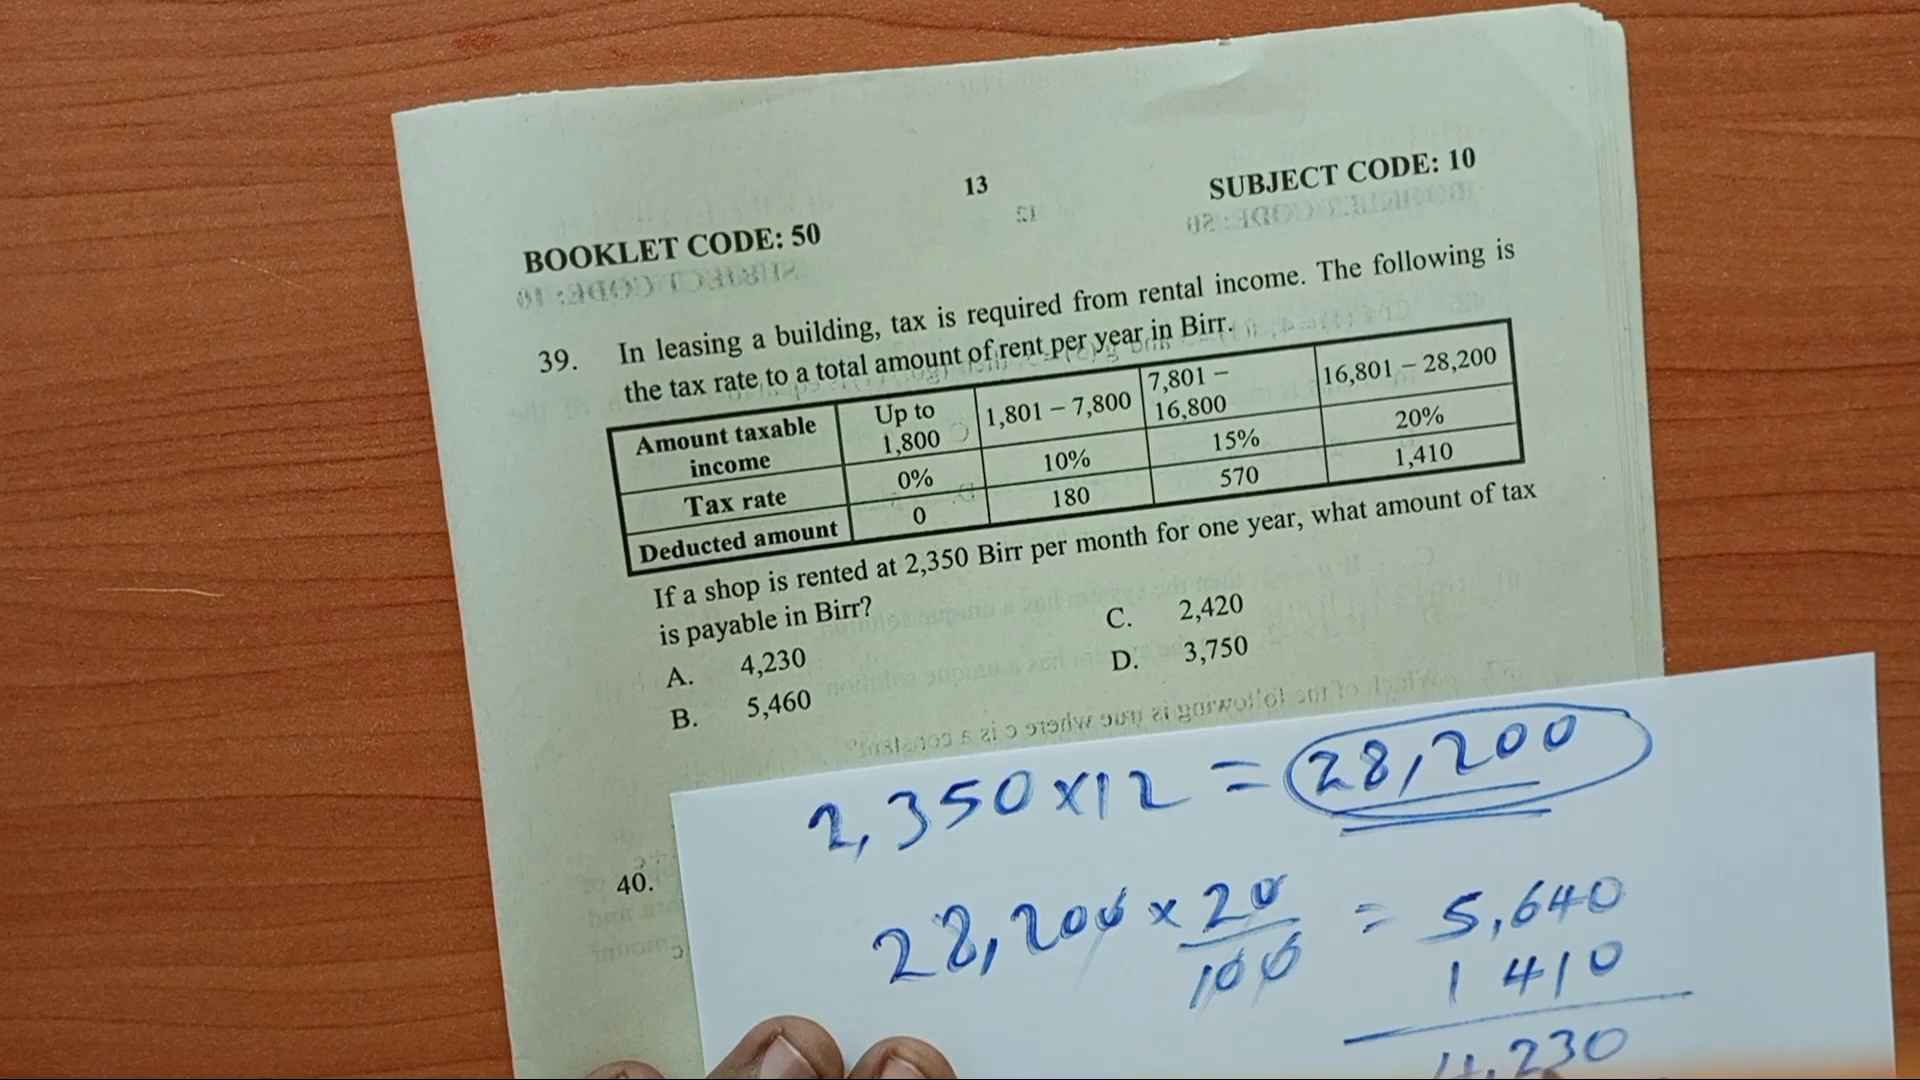 13
SUBJECT CODE: 10
BOOKLET CODE: 50
39. In leasing a building, tax is required from rental income. The following is
the tax rate to a total amount of rent per year in Birr.
Amount taxable income Up to 1,800 1,801 – 7,800 7,801 – 16,800 16,801 – 28,200
Tax rate 0% 10% 15% 20%
Deducted amount 0 180 570 1,410
If a shop is rented at 2,350 Birr per month for one year, what amount of tax
is payable in Birr?
A. 4,230 C. 2,420
B. 5,460 D. 3,750
40.
2,350 x 12 = 28,200
28,200 x 20/100 = 5,640
1 410
4,230